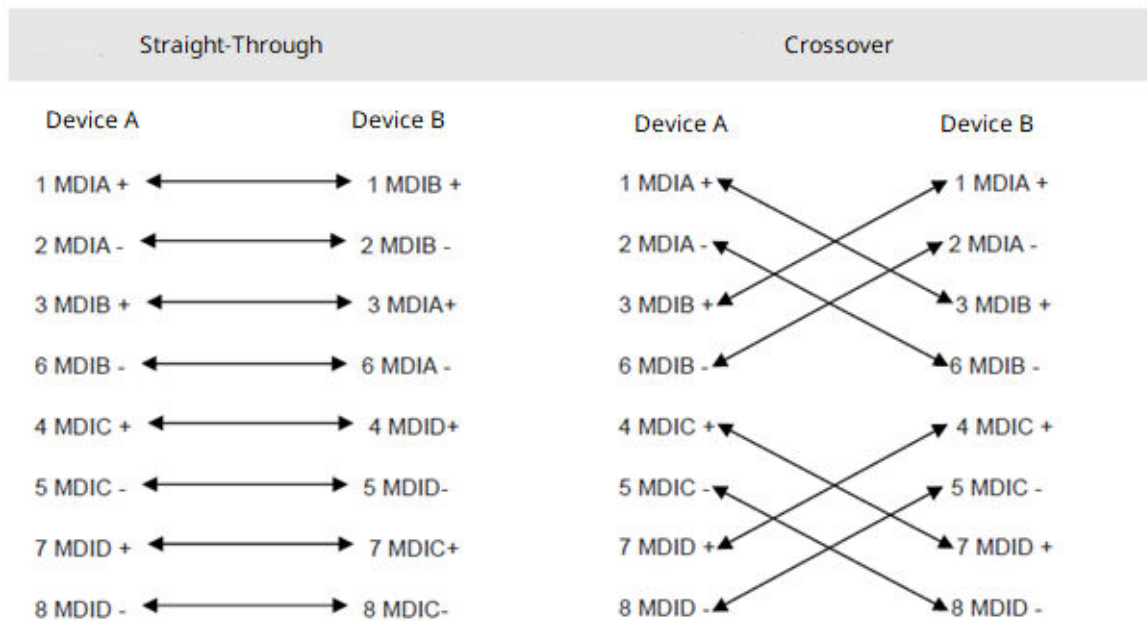 Straight-Through Crossover
Device A Device B Device A Device B
1 MDIA + 1 MDIB + 1 MDIA + 1 MDIA +
2 MDIA - 2 MDIB - 2 MDIA - 2 MDIA -
3 MDIB + 3 MDIA+ 3 MDIB + 3 MDIB +
6 MDIB - 6 MDIA - 6 MDIB - 6 MDIB -
4 MDIC + 4 MDID+ 4 MDIC + 4 MDIC +
5 MDIC - 5 MDID- 5 MDIC - 5 MDIC -
7 MDID + 7 MDIC+ 7 MDID + 7 MDID +
8 MDID - 8 MDIC- 8 MDID - 8 MDID -